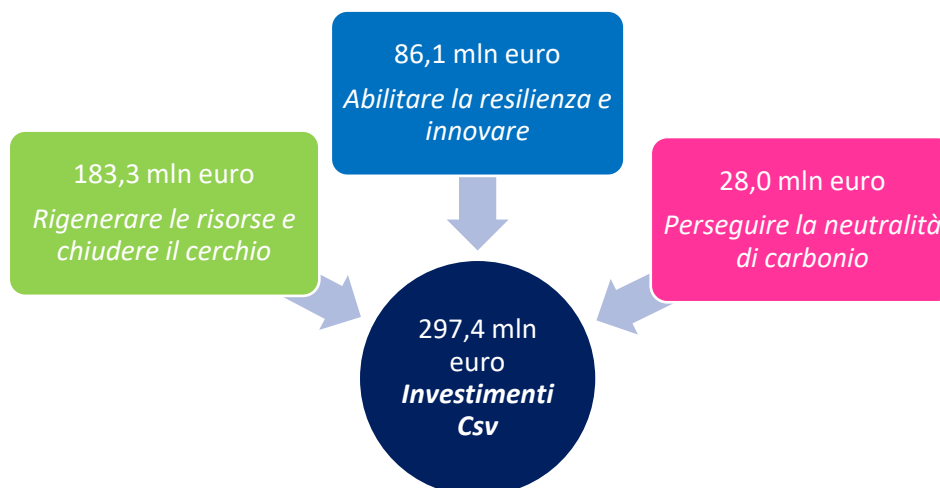 86,1 mln euro
Abilitare la resilienza e
innovare
183,3 mln euro
Rigenerare le risorse e
chiudere il cerchio
28,0 mln euro
Perseguire la neutralità
di carbonio
297,4 mln
euro
Investimenti
Csv